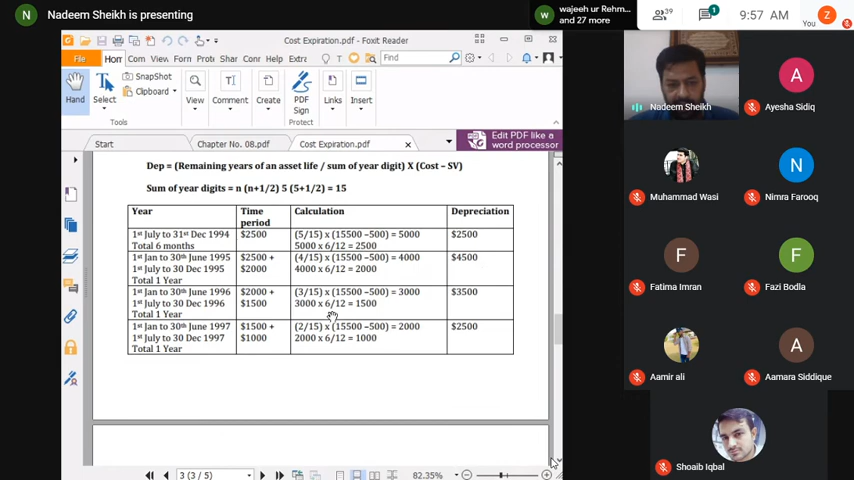 N Nadeem Sheikh is presenting
w wajeeh ur Rehm...
and 27 more
39
1
9:57 AM
Z
You
Cost Expiration.pdf - Foxit Reader
File Hom Com View Forn Prote Shar Conn Help Extra
Find
Hand
Select
SnapShot
Clipboard
Tools
View
Comment
Create
PDF
Sign
Protect
Links
Insert
Start
Chapter No. 08.pdf
Cost Expiration.pdf
Edit PDF like a
word processor
Dep = (Remaining years of an asset life / sum of year digit) X (Cost – SV)
Sum of year digits = n (n+1/2) 5 (5+1/2) = 15
Year Time period Calculation Depreciation
1st July to 31st Dec 1994 $2500 (5/15) x (15500 –500) = 5000 $2500
Total 6 months 5000 x 6/12 = 2500
1st Jan to 30th June 1995 $2500 + (4/15) x (15500 –500) = 4000 $4500
1st July to 30th Dec 1995 $2000 4000 x 6/12 = 2000
Total 1 Year
1st Jan to 30th June 1996 $2000 + (3/15) x (15500 –500) = 3000 $3500
1st July to 30 Dec 1996 $1500 3000 x 6/12 = 1500
Total 1 Year
1st Jan to 30th June 1997 $1500 + (2/15) x (15500 –500) = 2000 $2500
1st July to 30 Dec 1997 $1000 2000 x 6/12 = 1000
Total 1 Year
3 (3 / 5)
82.35%
Nadeem Sheikh
A
Ayesha Sidiq
Muhammad Wasi
N
Nimra Farooq
F
Fatima Imran
F
Fazi Bodla
Aamir ali
A
Aamara Siddique
Shoaib Iqbal